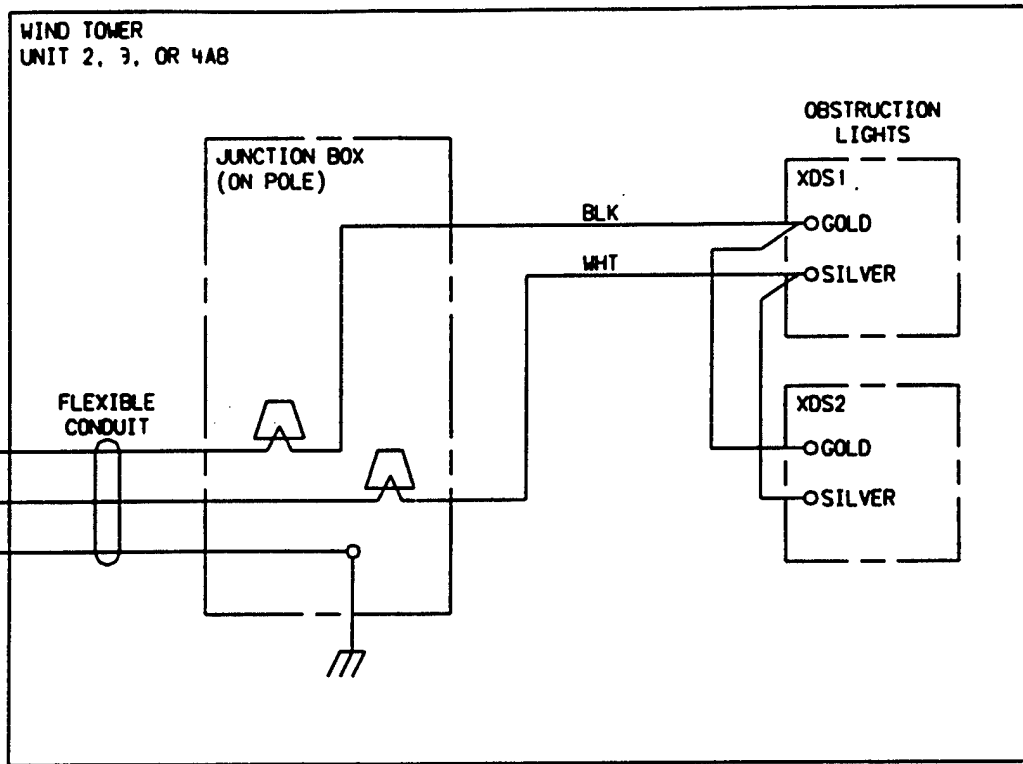 WIND TOWER
UNIT 2, 3, OR 4A8
JUNCTION BOX
(ON POLE)
OBSTRUCTION
LIGHTS
XDS1
BLK
GOLD
WHT
SILVER
FLEXIBLE
CONDUIT
XDS2
GOLD
SILVER